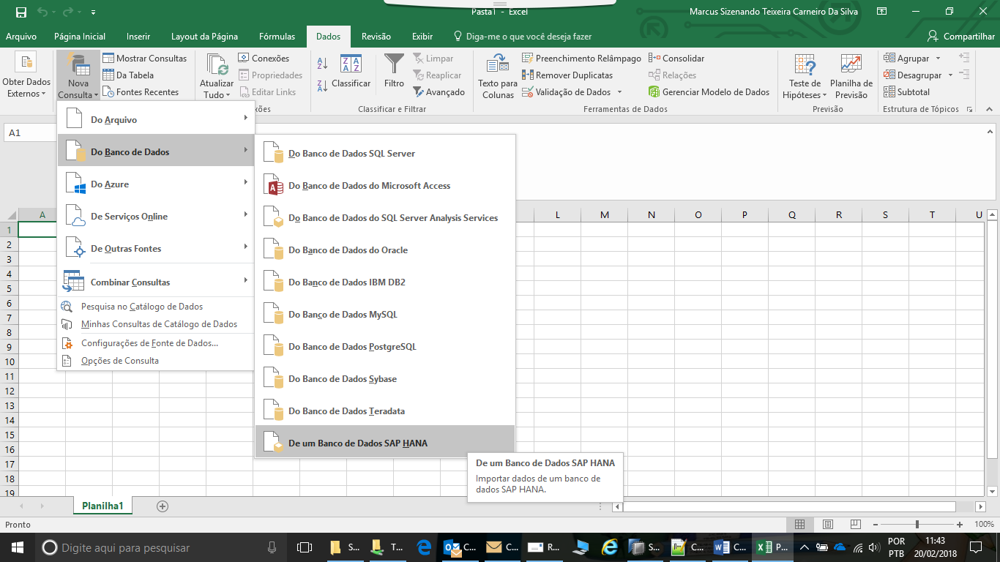 Pasta1 - Excel
Marcus Sizenando Teixeira Carneiro Da Silva
Arquivo Página Inicial Inserir Layout da Página Fórmulas Dados Revisão Exibir Diga-me o que você deseja fazer Compartilhar
Obter Dados
Externos
Nova
Consulta
Mostrar Consultas
Da Tabela
Fontes Recentes
Atualizar
Tudo
Conexões
Propriedades
Editar Links
xões
Classificar
Filtro
Limpar
Reaplicar
Avançado
Classificar e Filtrar
Texto para
Colunas
Preenchimento Relâmpago
Remover Duplicatas
Validação de Dados
Consolidar
Relações
Gerenciar Modelo de Dados
Ferramentas de Dados
Teste de
Hipóteses
Planilha de
Previsão
Previsão
Agrupar
Desagrupar
Subtotal
Estrutura de Tópicos
A1
Do Arquivo
Do Banco de Dados
Do Azure
De Serviços Online
De Outras Fontes
Combinar Consultas
Pesquisa no Catálogo de Dados
Minhas Consultas de Catálogo de Dados
Configurações de Fonte de Dados...
Opções de Consulta
Do Banco de Dados SQL Server
Do Banco de Dados do Microsoft Access
Do Banco de Dados do SQL Server Analysis Services
Do Banco de Dados do Oracle
Do Banco de Dados IBM DB2
Do Banco de Dados MySQL
Do Banco de Dados PostgreSQL
Do Banco de Dados Sybase
Do Banco de Dados Teradata
De um Banco de Dados SAP HANA
De um Banco de Dados SAP HANA
Importar dados de um banco de
dados SAP HANA.
A L M N O P Q R S T U
1
2
3
4
5
6
7
8
9
10
11
12
13
14
15
16
17
18
19
Planilha1
Pronto
100%
Digite aqui para pesquisar
S... T... C... C... R... S... C... C... P...
POR
PTB
11:43
20/02/2018